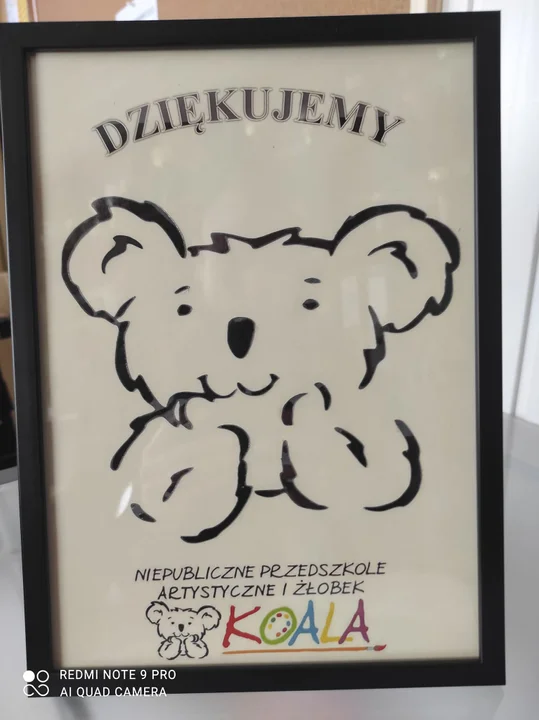 DZIĘKUJEMY
NIEPUBLICZNE PRZEDSZKOLE
ARTYSTYCZNE I ŻŁOBEK
KOALA
REDMI NOTE 9 PRO
AI QUAD CAMERA